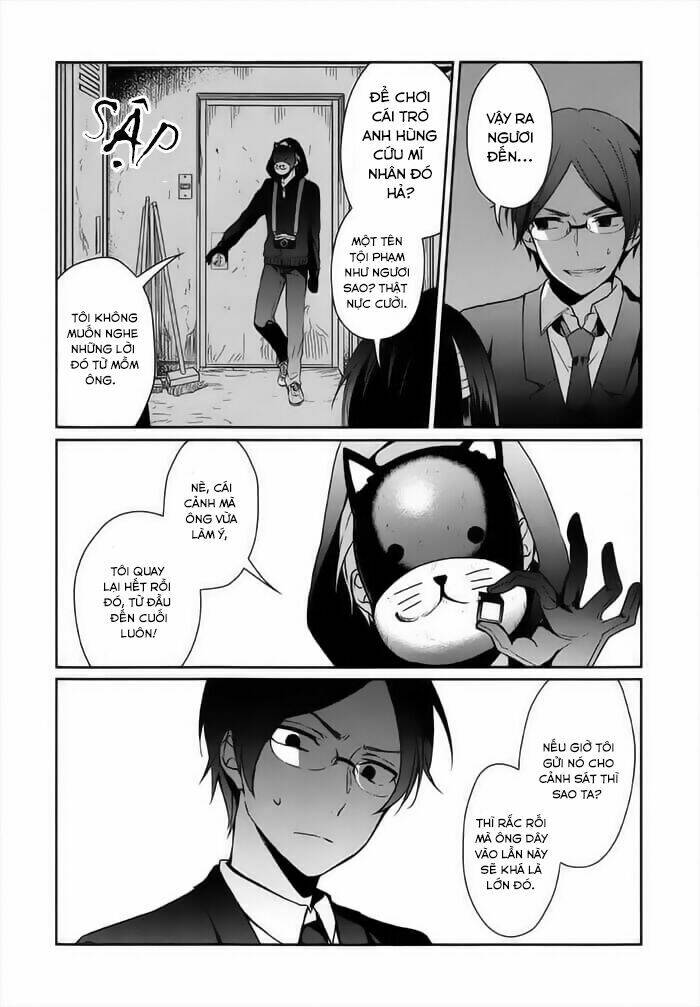 VẬY RA
NGƯƠI
ĐẾN...
ĐỂ CHƠI
CÁI TRÒ
ANH HÙNG
CỨU MĨ
NHÂN ĐÓ
HẢ?
MỘT TÊN
TỘI PHẠM
NHƯ NGƯƠI
SAO? THẬT
NỰC CƯỜI.
SẬP
TÔI KHÔNG
MUỐN NGHE
NHỮNG LỜI
ĐÓ TỪ MỒM
ÔNG.
NÈ, CÁI
CẢNH MÀ
ÔNG VỪA
LÀM Ý,
TÔI QUAY
LẠI HẾT RỒI
ĐÓ, TỪ ĐẦU
ĐẾN CUỐI
LUÔN!
NẾU GIỜ TÔI
GỬI NÓ CHO
CẢNH SÁT THÌ
SAO TA?
THÌ RẮC RỐI
MÀ ÔNG DÂY
VÀO LẦN NÀY
SẼ KHÁ LÀ
LỚN ĐÓ.